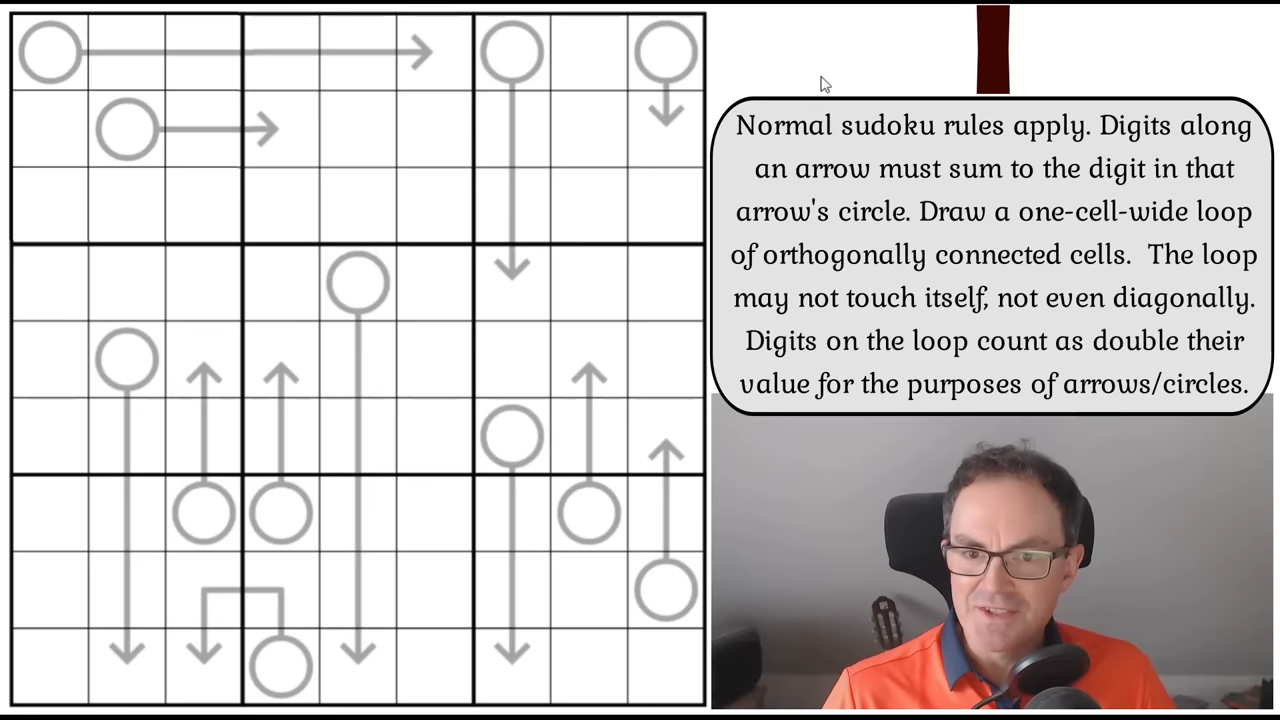 Normal sudoku rules apply. Digits along
an arrow must sum to the digit in that
arrow's circle. Draw a one-cell-wide loop
of orthogonally connected cells. The loop
may not touch itself, not even diagonally.
Digits on the loop count as double their
value for the purposes of arrows/circles.